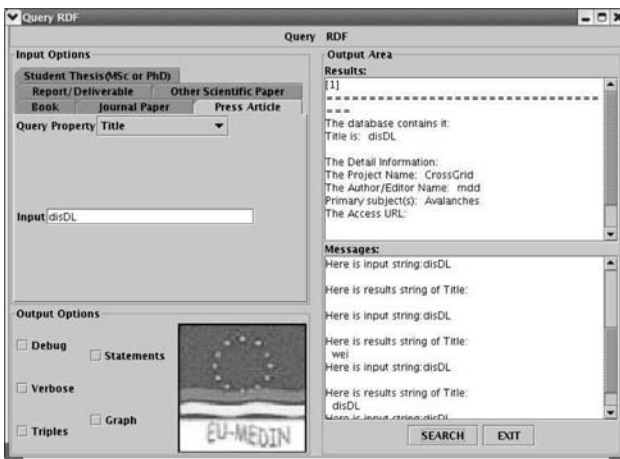 Query RDF
Query RDF
Input Options
Student Thesis(MSc or PhD)
Report/Deliverable Other Scientific Paper
Book Journal Paper Press Article
Query Property Title
Input disDL
Output Options
Debug
Statements
Verbose
Graph
Triples
EU-MEDIN
Output Area
Results:
[1]
======================================
===
The database contains it:
Title is: disDL
The Detail Information:
The Project Name: CrossGrid
The Author/Editor Name: mdd
Primary subject(s): Avalanches
The Access URL:
Messages:
Here is input string:disDL
Here is results string of Title:
Here is input string:disDL
Here is results string of Title:
wei
Here is input string:disDL
Here is results string of Title:
disDL
Here is input string:disDL
SEARCH EXIT